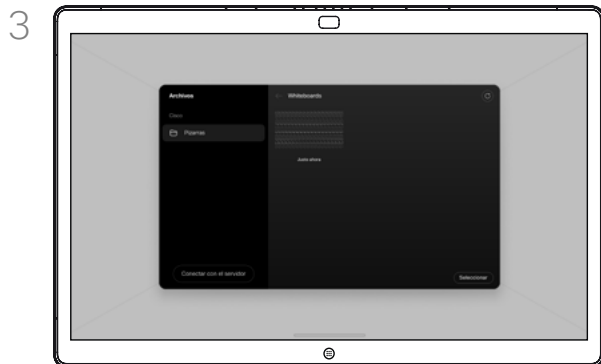 3
Archivos
Whiteboards
Cisco
Pizarras
Justo ahora
Conectar con el servidor
Seleccionar